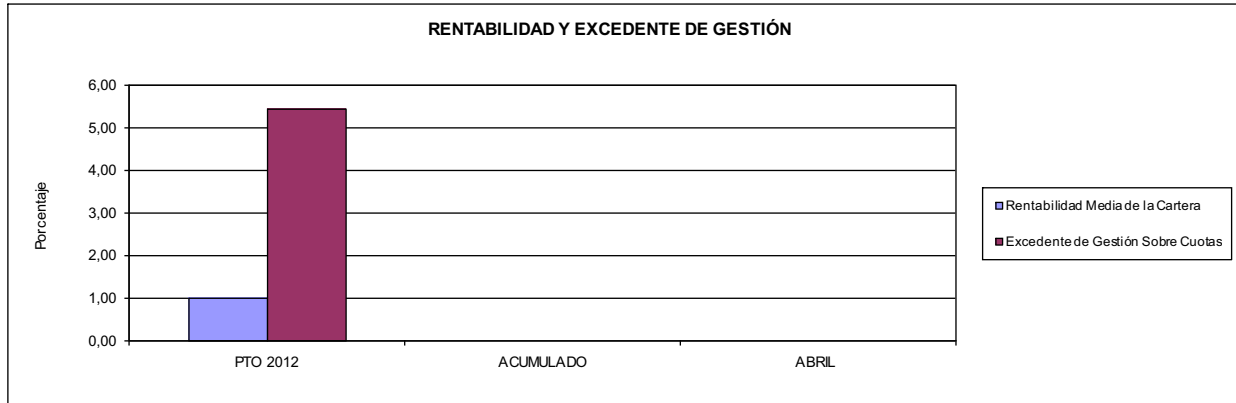 RENTABILIDAD Y EXCEDENTE DE GESTIÓN
6,00
5,00
4,00
3,00
2,00
1,00
0,00
Porcentaje
PTO 2012 ACUMULADO ABRIL
Rentabilidad Media de la Cartera
Excedente de Gestión Sobre Cuotas